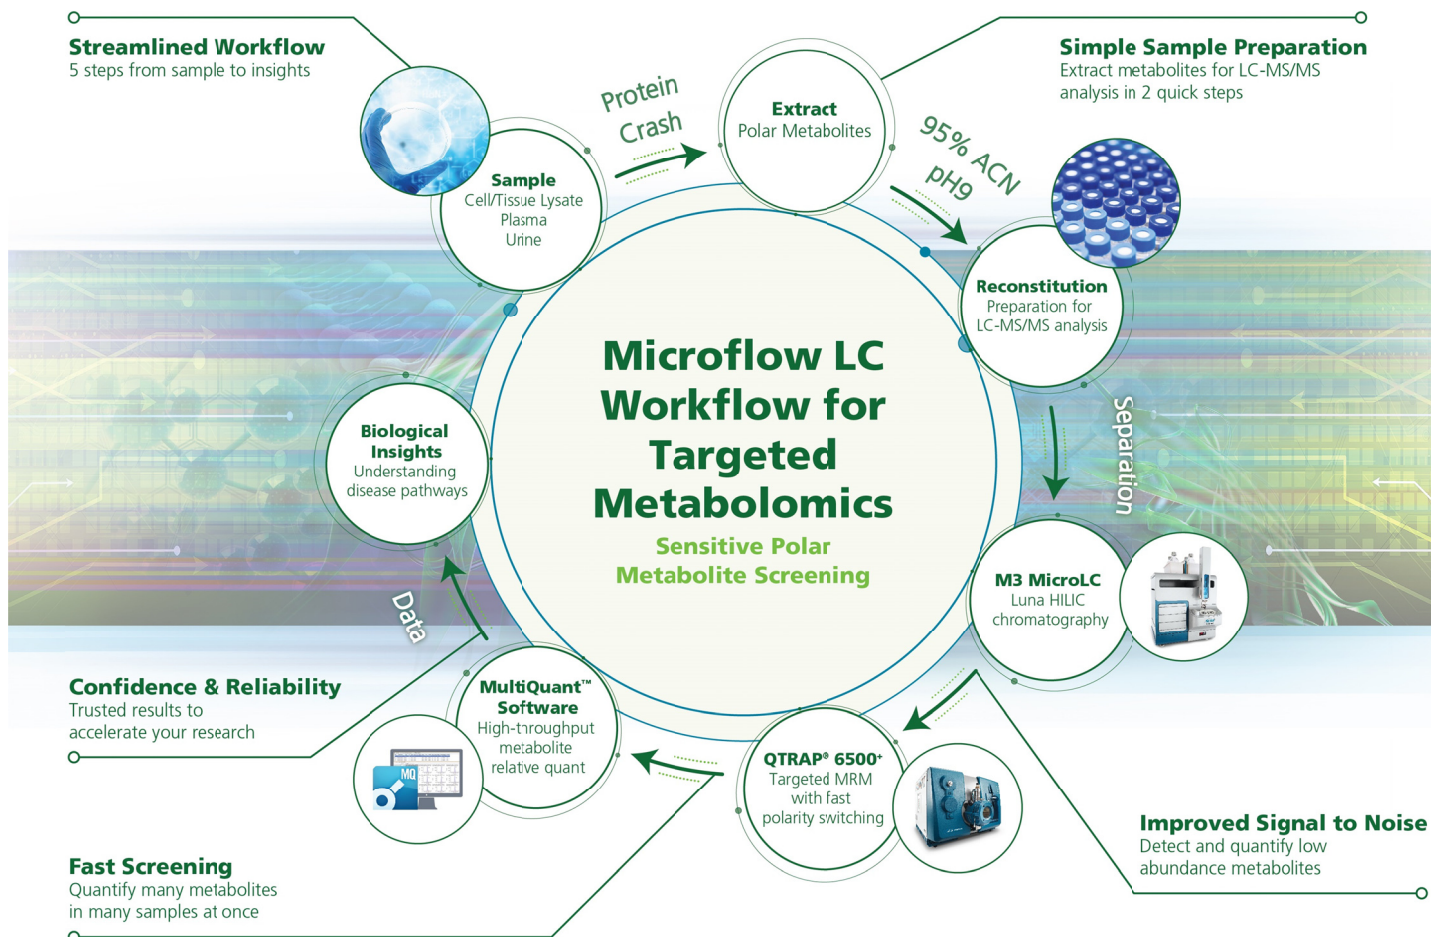 Streamlined Workflow
5 steps from sample to insights
Simple Sample Preparation
Extract metabolites for LC-MS/MS
analysis in 2 quick steps
Protein
Crash
Extract
Polar Metabolites
95% ACN
pH9
Sample
Cell/Tissue Lysate
Plasma
Urine
Reconstitution
Preparation for
LC-MS/MS analysis
Microflow LC
Workflow for
Targeted
Metabolomics
Sensitive Polar
Metabolite Screening
Separation
Biological
Insights
Understanding
disease pathways
M3 MicroLC
Luna HILIC
chromatography
Data
Confidence & Reliability
Trusted results to
accelerate your research
MultiQuant™
Software
High-throughput
metabolite
relative quant
MQ
QTRAP® 6500+
Targeted MRM
with fast
polarity switching
Improved Signal to Noise
Detect and quantify low
abundance metabolites
Fast Screening
Quantify many metabolites
in many samples at once